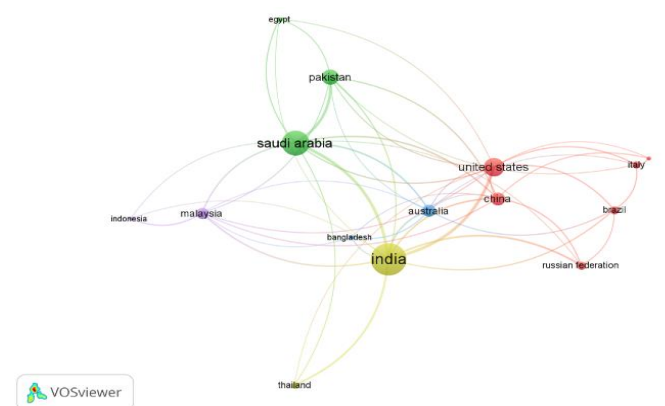 egypt
pakistan
saudi arabia
united states
italy
china
malaysia
australia
brazil
indonesia
bangladesh
india
russian federation
thailand
VOSviewer